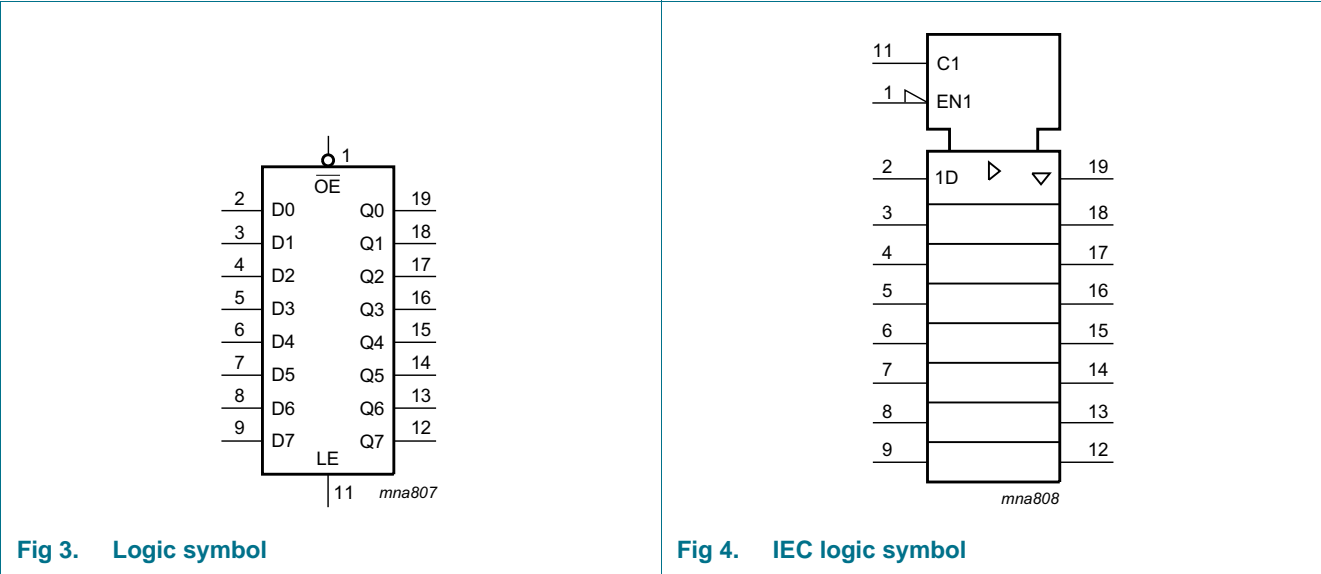 1
OE
2 D0 Q0 19
3 D1 Q1 18
4 D2 Q2 17
5 D3 Q3 16
6 D4 Q4 15
7 D5 Q5 14
8 D6 Q6 13
9 D7 Q7 12
LE
11 mna807
Fig 3. Logic symbol
11 C1
1 EN1
2 1D 19
3 18
4 17
5 16
6 15
7 14
8 13
9 12
mna808
Fig 4. IEC logic symbol